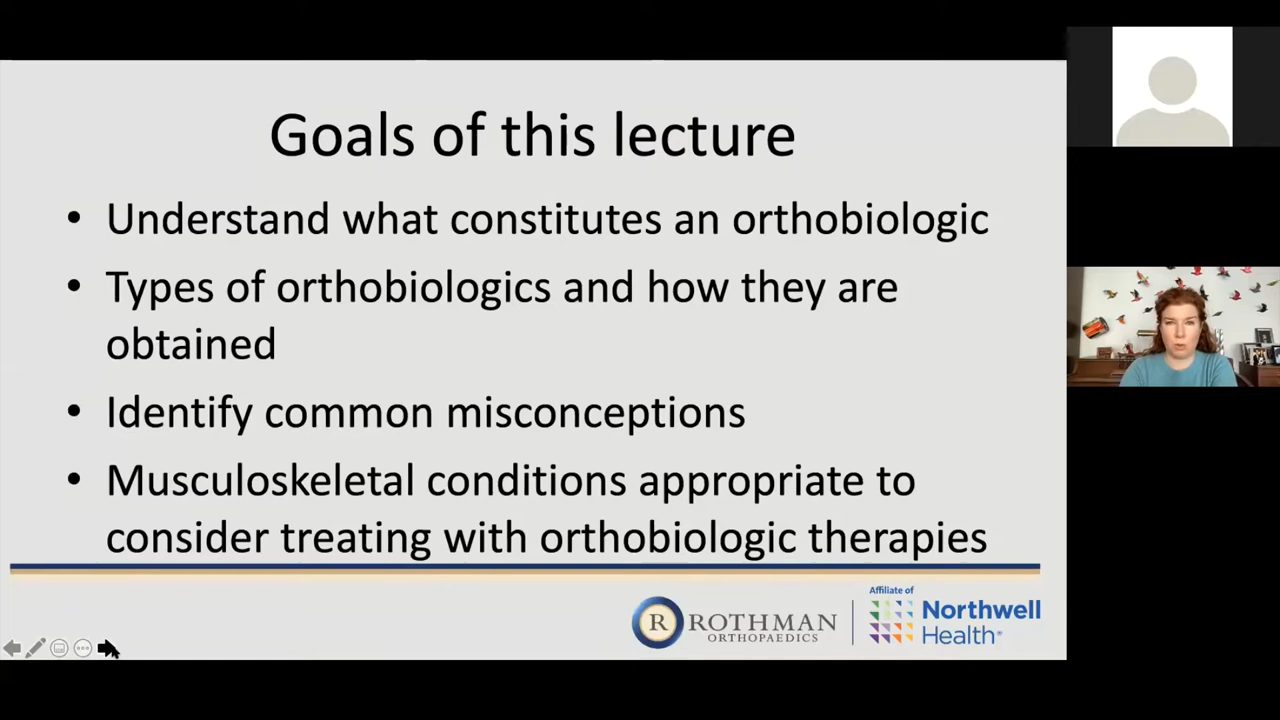 Goals of this lecture
• Understand what constitutes an orthobiologic
• Types of orthobiologics and how they are
obtained
• Identify common misconceptions
• Musculoskeletal conditions appropriate to
consider treating with orthobiologic therapies
R ROTHMAN
ORTHOPAEDICS
Affiliate of
Northwell
Health®